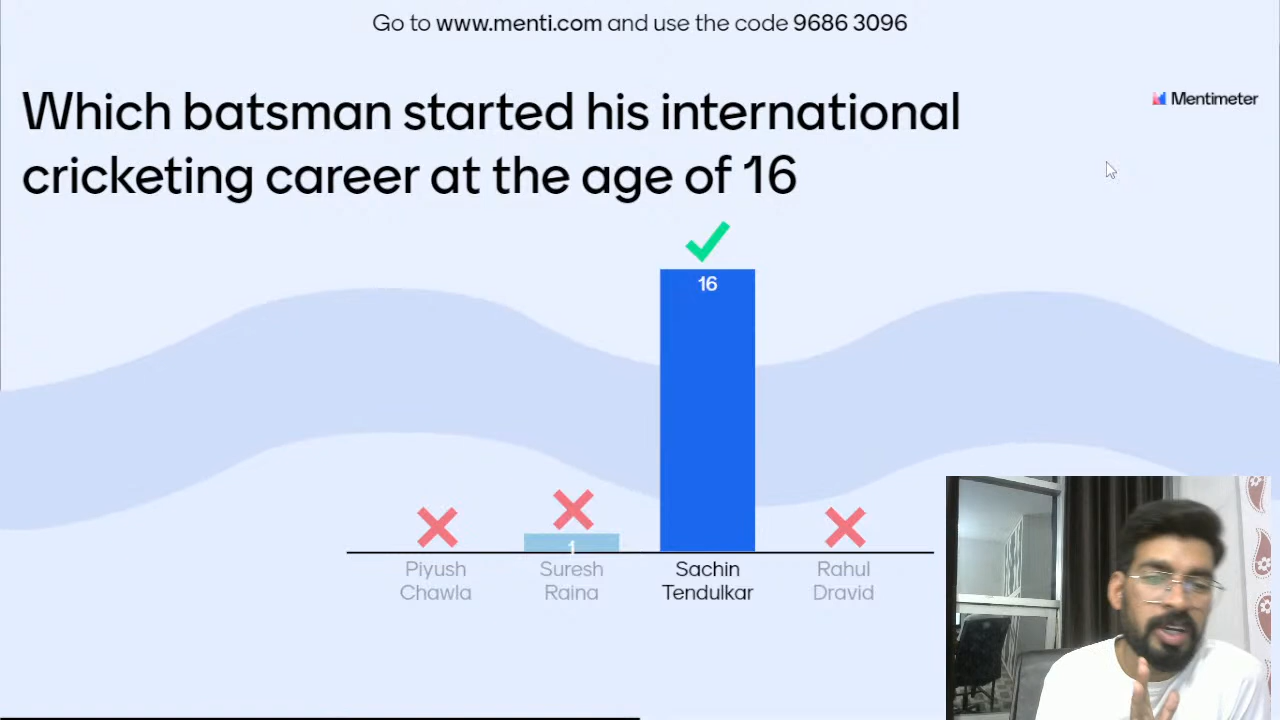 Go to www.menti.com and use the code 9686 3096
Which batsman started his international
cricketing career at the age of 16
Mentimeter
16
1
Piyush
Chawla
Suresh
Raina
Sachin
Tendulkar
Rahul
Dravid